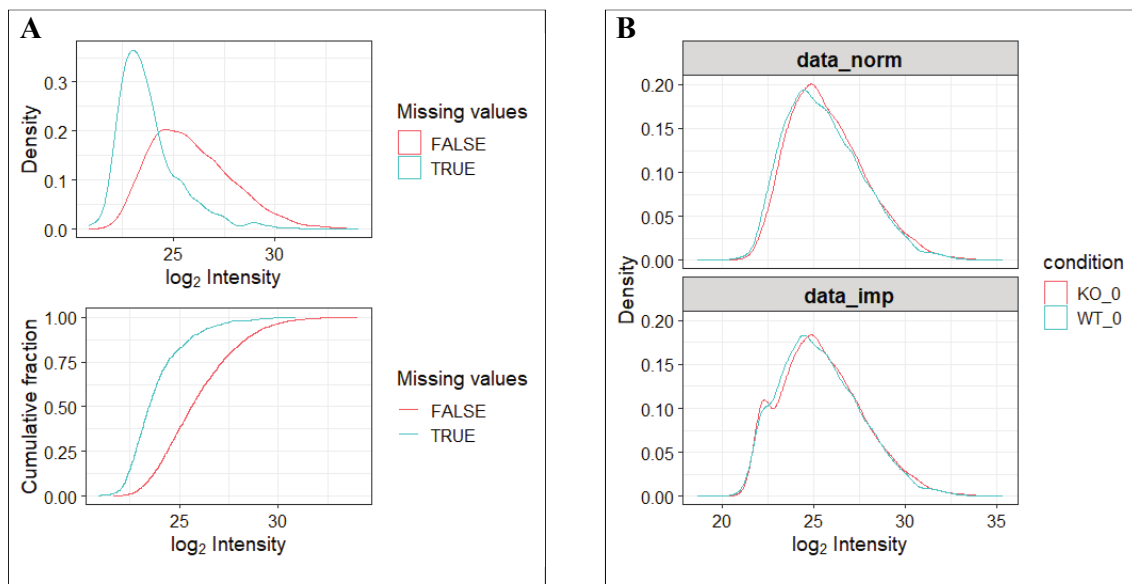 A
Density
0.3
0.2
0.1
0.0
25 30
log₂ Intensity
Missing values
FALSE
TRUE
Cumulative fraction
1.00
0.75
0.50
0.25
0.00
25 30
log₂ Intensity
Missing values
FALSE
TRUE
B
data_norm
0.20
0.15
0.10
0.05
0.00
Density
data_imp
0.20
0.15
0.10
0.05
0.00
20 25 30 35
log₂ Intensity
condition
KO_0
WT_0